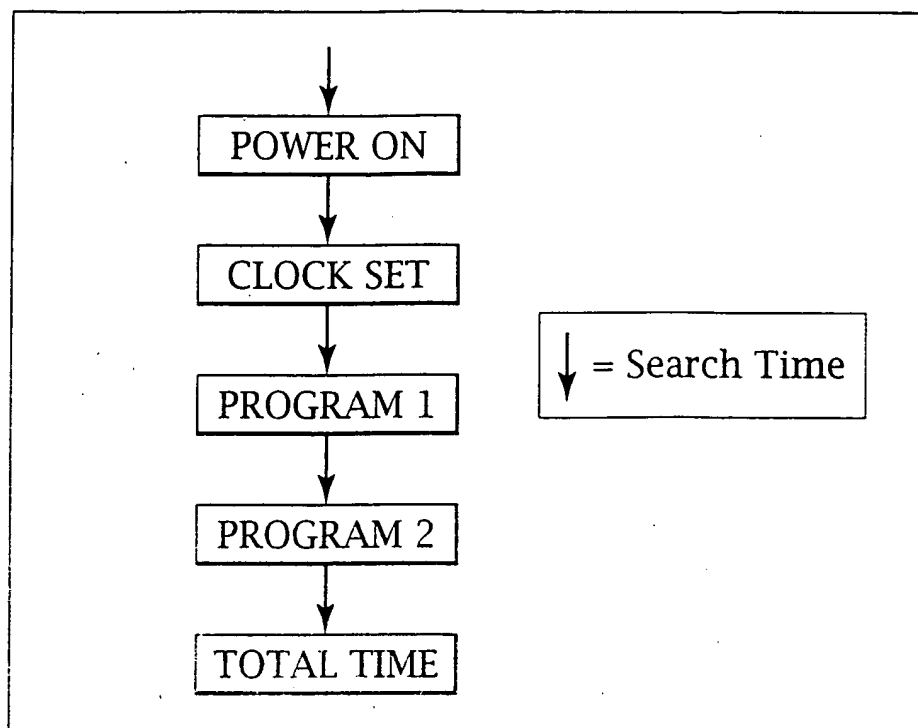 POWER ON
CLOCK SET
PROGRAM 1
= Search Time
PROGRAM 2
TOTAL TIME